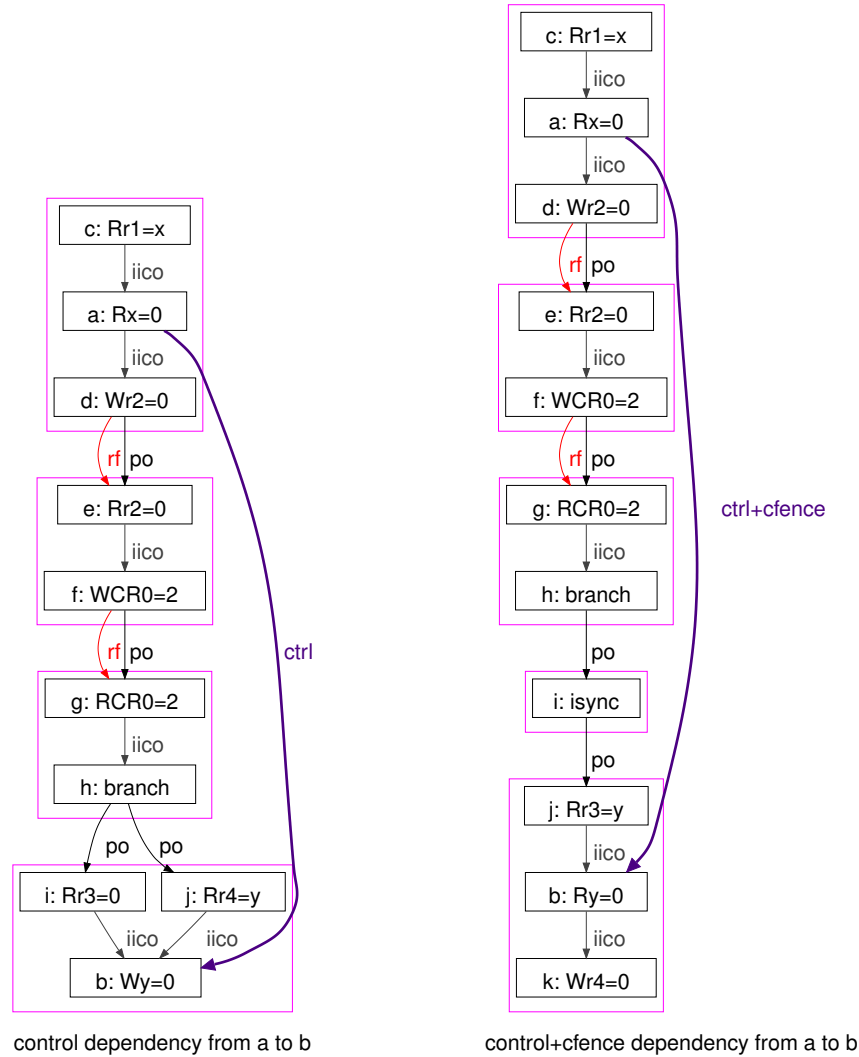 c: Rr1=x
iico
a: Rx=0
iico
d: Wr2=0
rf po
e: Rr2=0
iico
f: WCR0=2
rf po
g: RCR0=2
iico
h: branch
po po
i: Rr3=0 j: Rr4=y
iico iico
b: Wy=0
ctrl
control dependency from a to b
c: Rr1=x
iico
a: Rx=0
iico
d: Wr2=0
rf po
e: Rr2=0
iico
f: WCR0=2
rf po
g: RCR0=2
iico
h: branch
po
i: isync
po
j: Rr3=y
iico
b: Ry=0
iico
k: Wr4=0
ctrl+cfence
control+cfence dependency from a to b